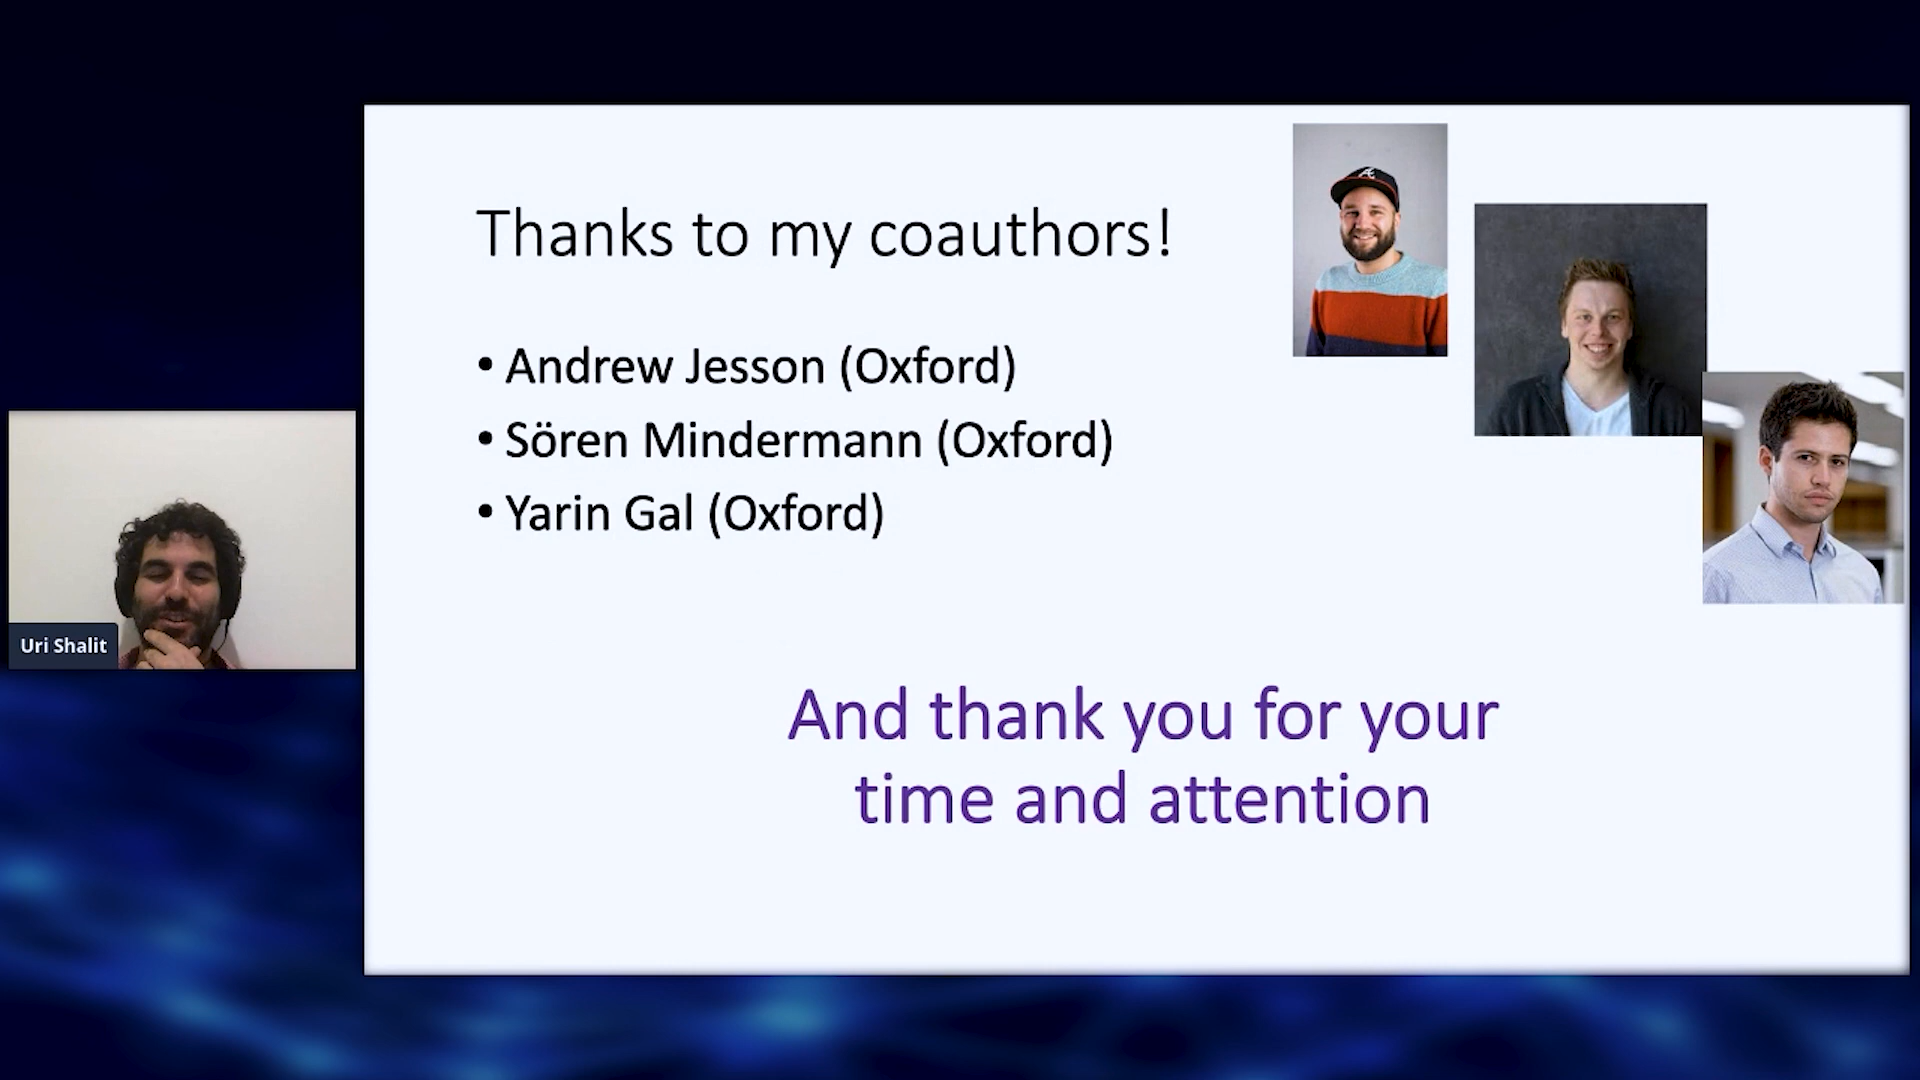 Thanks to my coauthors!
• Andrew Jesson (Oxford)
• Sören Mindermann (Oxford)
• Yarin Gal (Oxford)
Uri Shalit
And thank you for your
time and attention